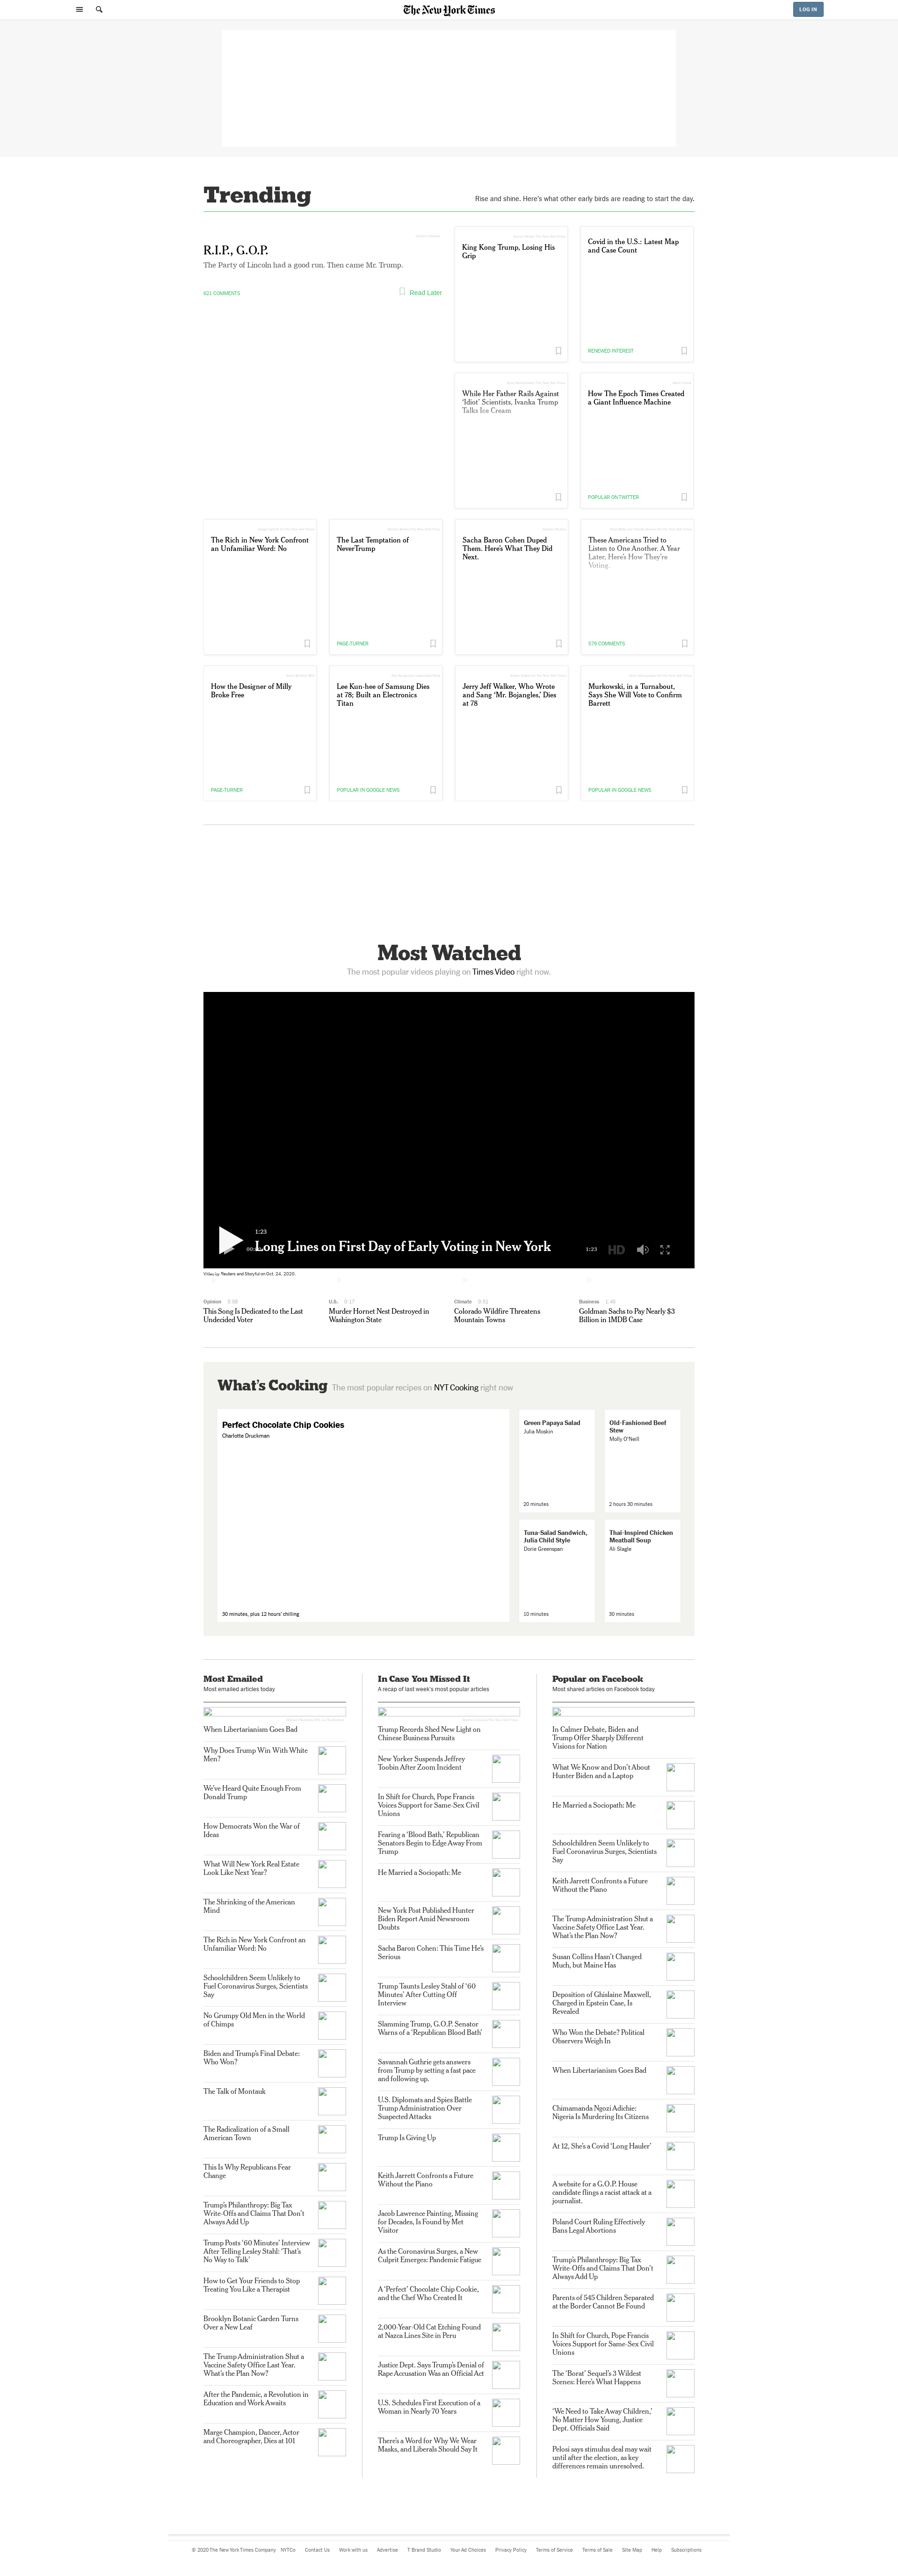 The New York Times
LOG IN
Trending
Rise and shine. Here's what other early birds are reading to start the day.
R.I.P., G.O.P.
The Party of Lincoln had a good run. Then came Mr. Trump.
621 COMMENTS
Read Later
King Kong Trump, Losing His
Grip
Covid in the U.S.: Latest Map
and Case Count
RENEWED INTEREST
While Her Father Rails Against
'Idiot' Scientists, Ivanka Trump
Talks Ice Cream
How The Epoch Times Created
a Giant Influence Machine
POPULAR ON TWITTER
The Rich in New York Confront
an Unfamiliar Word: No
The Last Temptation of
NeverTrump
PAGE-TURNER
Sacha Baron Cohen Duped
Them. Here's What They Did
Next.
These Americans Tried to
Listen to One Another. A Year
Later, Here's How They're
Voting.
576 COMMENTS
How the Designer of Milly
Broke Free
PAGE-TURNER
Lee Kun-hee of Samsung Dies
at 78; Built an Electronics
Titan
POPULAR IN GOOGLE NEWS
Jerry Jeff Walker, Who Wrote
and Sang 'Mr. Bojangles,' Dies
at 78
Murkowski, in a Turnabout,
Says She Will Vote to Confirm
Barrett
POPULAR IN GOOGLE NEWS
Most Watched
The most popular videos playing on Times Video right now.
1:23
Long Lines on First Day of Early Voting in New York
1:23
HD
Video by Reuters and Storyful on Oct. 24, 2020.
Opinion
This Song Is Dedicated to the Last
Undecided Voter
U.S. 0:17
Murder Hornet Nest Destroyed in
Washington State
Climate 0:51
Colorado Wildfire Threatens
Mountain Towns
Business 1:45
Goldman Sachs to Pay Nearly $3
Billion in 1MDB Case
What's Cooking The most popular recipes on NYT Cooking right now
Perfect Chocolate Chip Cookies
Charlotte Druckman
30 minutes, plus 12 hours' chilling
Green Papaya Salad
Julia Moskin
20 minutes
Old-Fashioned Beef
Stew
Molly O'Neill
2 hours 30 minutes
Tuna-Salad Sandwich,
Julia Child Style
Dorie Greenspan
10 minutes
Thai-Inspired Chicken
Meatball Soup
Ali Slagle
30 minutes
Most Emailed
Most emailed articles today
When Libertarianism Goes Bad
Why Does Trump Win With White
Men?
We've Heard Quite Enough From
Donald Trump
How Democrats Won the War of
Ideas
What Will New York Real Estate
Look Like Next Year?
The Shrinking of the American
Mind
The Rich in New York Confront an
Unfamiliar Word: No
Schoolchildren Seem Unlikely to
Fuel Coronavirus Surges, Scientists
Say
No Grumpy Old Men in the World
of Chimps
Biden and Trump's Final Debate:
Who Won?
The Talk of Montauk
The Radicalization of a Small
American Town
This Is Why Republicans Fear
Change
Trump's Philanthropy: Big Tax
Write-Offs and Claims That Don't
Always Add Up
Trump Posts '60 Minutes' Interview
After Telling Lesley Stahl: 'That's
No Way to Talk'
How to Get Your Friends to Stop
Treating You Like a Therapist
Brooklyn Botanic Garden Turns
Over a New Leaf
The Trump Administration Shut a
Vaccine Safety Office Last Year.
What's the Plan Now?
After the Pandemic, a Revolution in
Education and Work Awaits
Marge Champion, Dancer, Actor
and Choreographer, Dies at 101
In Case You Missed It
A recap of last week's most popular articles
Trump Records Shed New Light on
Chinese Business Pursuits
New Yorker Suspends Jeffrey
Toobin After Zoom Incident
In Shift for Church, Pope Francis
Voices Support for Same-Sex Civil
Unions
Fearing a 'Blood Bath,' Republican
Senators Begin to Edge Away From
Trump
He Married a Sociopath: Me
New York Post Published Hunter
Biden Report Amid Newsroom
Doubts
Sacha Baron Cohen: This Time He's
Serious
Trump Taunts Lesley Stahl of '60
Minutes' After Cutting Off
Interview
Slamming Trump, G.O.P. Senator
Warns of a 'Republican Blood Bath'
Savannah Guthrie gets answers
from Trump by setting a fast pace
and following up.
U.S. Diplomats and Spies Battle
Trump Administration Over
Suspected Attacks
Trump Is Giving Up
Keith Jarrett Confronts a Future
Without the Piano
Jacob Lawrence Painting, Missing
for Decades, Is Found by Met
Visitor
As the Coronavirus Surges, a New
Culprit Emerges: Pandemic Fatigue
A 'Perfect' Chocolate Chip Cookie,
and the Chef Who Created It
2,000-Year-Old Cat Etching Found
at Nazca Lines Site in Peru
Justice Dept. Says Trump's Denial of
Rape Accusation Was an Official Act
U.S. Schedules First Execution of a
Woman in Nearly 70 Years
There's a Word for Why We Wear
Masks, and Liberals Should Say It
Popular on Facebook
Most shared articles on Facebook today
In Calmer Debate, Biden and
Trump Offer Sharply Different
Visions for Nation
What We Know and Don't About
Hunter Biden and a Laptop
He Married a Sociopath: Me
Schoolchildren Seem Unlikely to
Fuel Coronavirus Surges, Scientists
Say
Keith Jarrett Confronts a Future
Without the Piano
The Trump Administration Shut a
Vaccine Safety Office Last Year.
What's the Plan Now?
Susan Collins Hasn't Changed
Much, but Maine Has
Deposition of Ghislaine Maxwell,
Charged in Epstein Case, Is
Revealed
Who Won the Debate? Political
Observers Weigh In
When Libertarianism Goes Bad
Chimamanda Ngozi Adichie:
Nigeria Is Murdering Its Citizens
At 12, She's a Covid 'Long Hauler'
A website for a G.O.P. House
candidate flings a racist attack at a
journalist.
Poland Court Ruling Effectively
Bans Legal Abortions
Trump's Philanthropy: Big Tax
Write-Offs and Claims That Don't
Always Add Up
Parents of 545 Children Separated
at the Border Cannot Be Found
In Shift for Church, Pope Francis
Voices Support for Same-Sex Civil
Unions
The 'Borat' Sequel's 3 Wildest
Scenes: Here's What Happens
'We Need to Take Away Children,'
No Matter How Young, Justice
Dept. Officials Said
Pelosi says stimulus deal may wait
until after the election, as key
differences remain unresolved.
© 2020 The New York Times Company NYTCo Contact Us Work with us Advertise T Brand Studio Your Ad Choices Privacy Policy Terms of Service Terms of Sale Site Map Help Subscriptions